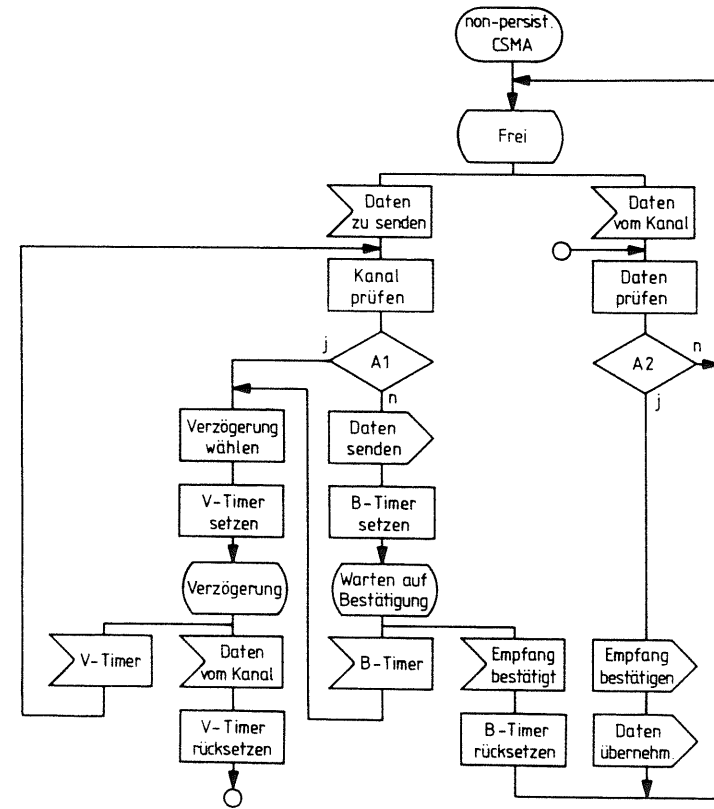 non-persist.
CSMA
Frei
Daten
zu senden
Daten
vom Kanal
Kanal
prüfen
Daten
prüfen
j
A1
n
A2
n
j
Verzögerung
wählen
Daten
senden
V-Timer
setzen
B-Timer
setzen
Verzögerung
Warten auf
Bestätigung
V-Timer
Daten
vom Kanal
B-Timer
Empfang
bestätigt
Empfang
bestätigen
V-Timer
rücksetzen
B-Timer
rücksetzen
Daten
übernehm.